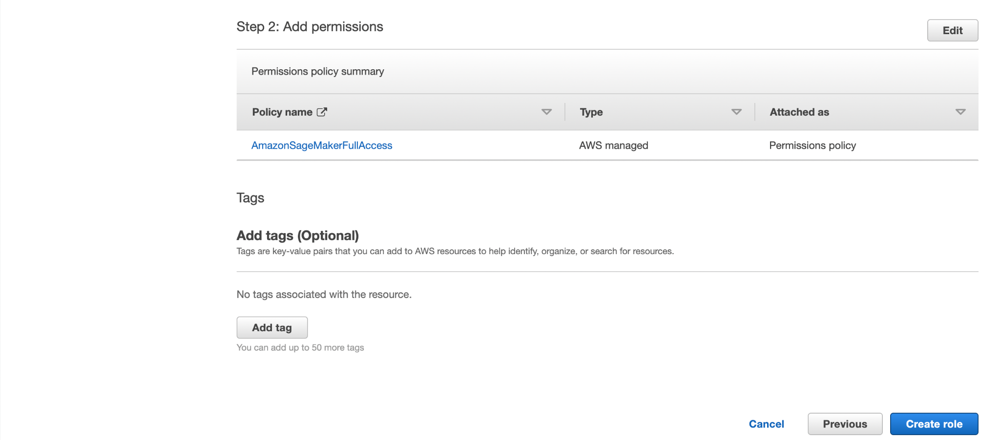 Step 2: Add permissions
Edit
Permissions policy summary
Policy name Type Attached as
AmazonSageMakerFullAccess AWS managed Permissions policy
Tags
Add tags (Optional)
Tags are key-value pairs that you can add to AWS resources to help identify, organize, or search for resources.
No tags associated with the resource.
Add tag
You can add up to 50 more tags
Cancel Previous Create role